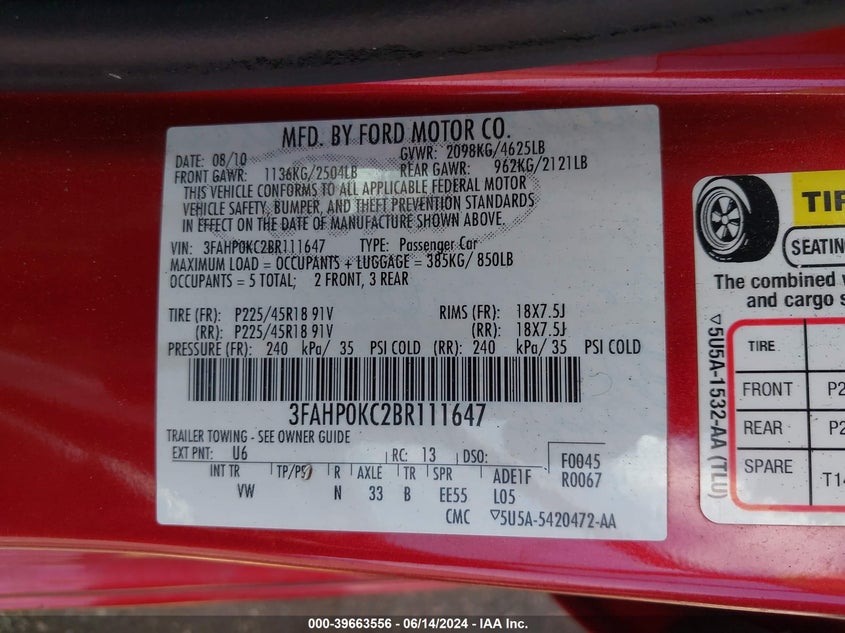 MFD. BY FORD MOTOR CO.
DATE: 08/10 GVWR: 2098KG/4625LB
FRONT GAWR: 1136KG/2504LB REAR GAWR: 962KG/2121LB
THIS VEHICLE CONFORMS TO ALL APPLICABLE FEDERAL MOTOR
VEHICLE SAFETY, BUMPER, AND THEFT PREVENTION STANDARDS
IN EFFECT ON THE DATE OF MANUFACTURE SHOWN ABOVE.
VIN: 3FAHP0KC2BR111647 TYPE: Passenger Car
MAXIMUM LOAD = OCCUPANTS + LUGGAGE = 385KG/ 850LB
OCCUPANTS = 5 TOTAL; 2 FRONT, 3 REAR
TIRE (FR): P225/45R18 91V RIMS (FR): 18X7.5J
(RR): P225/45R18 91V (RR): 18X7.5J
PRESSURE (FR): 240 kPa/ 35 PSI COLD (RR): 240 kPa/ 35 PSI COLD
3FAHP0KC2BR111647
TRAILER TOWING - SEE OWNER GUIDE
EXT PNT: U6 RC: 13 DSO: F0045
R0067
INT TR TP/PS R AXLE TR SPR ADE1F
VW N 33 B EE55 L05
CMC ▽5U5A-5420472-AA
TIR
SEATING
The combined
and cargo s
TIRE
FRONT P2
REAR P2
SPARE T14
▽5U5A-1532-AA (TLU)
000-39663556 - 06/14/2024 - IAA Inc.